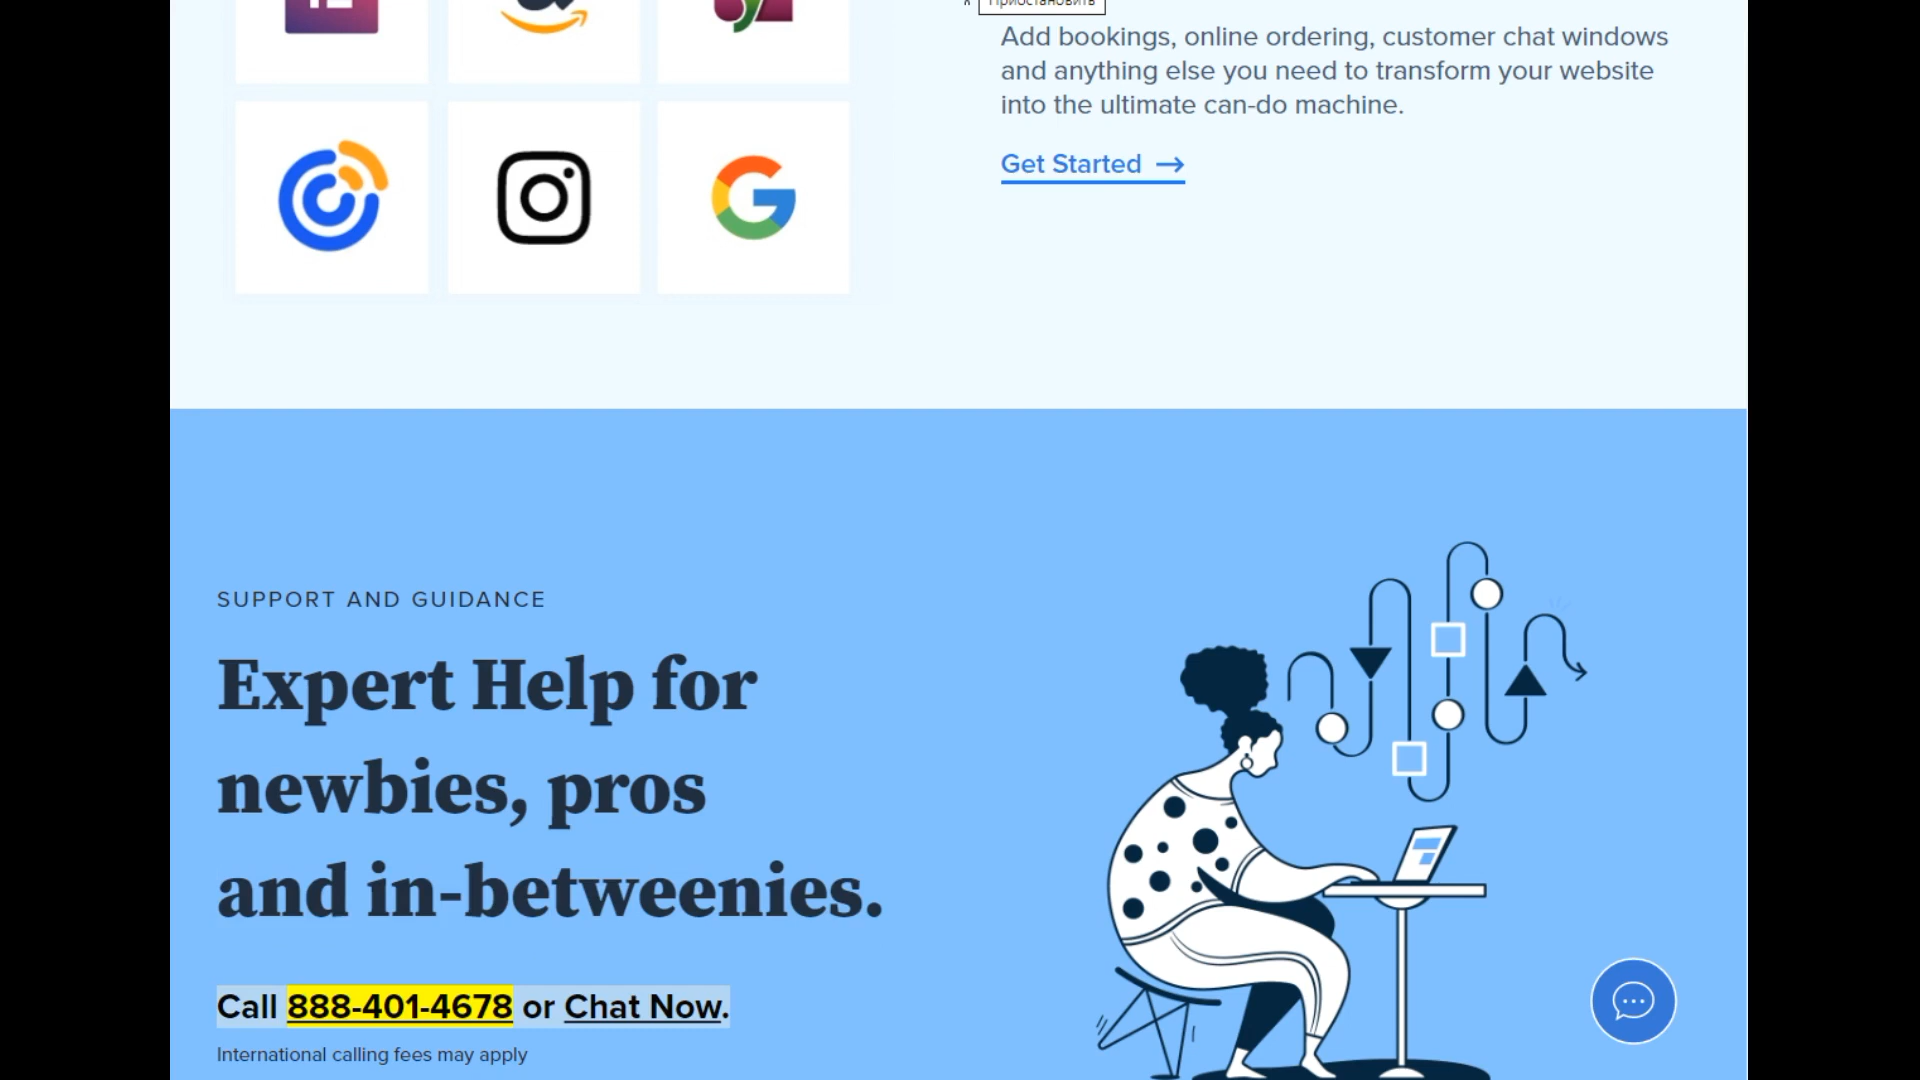 Приостановить
Add bookings, online ordering, customer chat windows
and anything else you need to transform your website
into the ultimate can-do machine.
Get Started
SUPPORT AND GUIDANCE
Expert Help for
newbies, pros
and in-betweenies.
Call 888-401-4678 or Chat Now.
International calling fees may apply